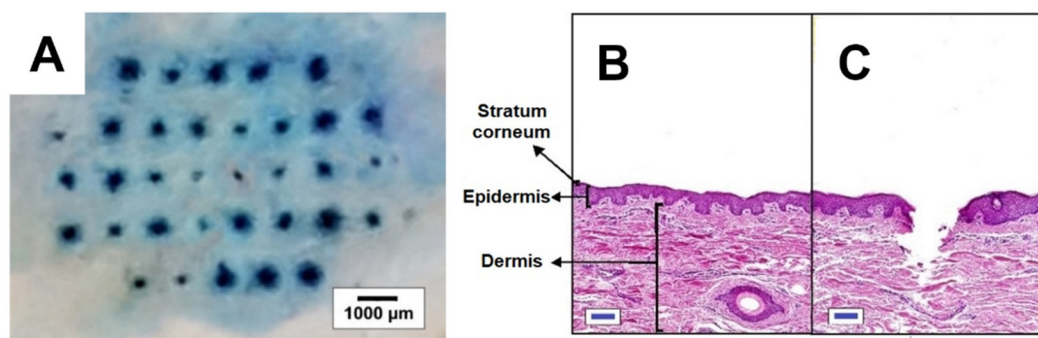 A
1000 µm
B
C
Stratum
corneum
Epidermis
Dermis